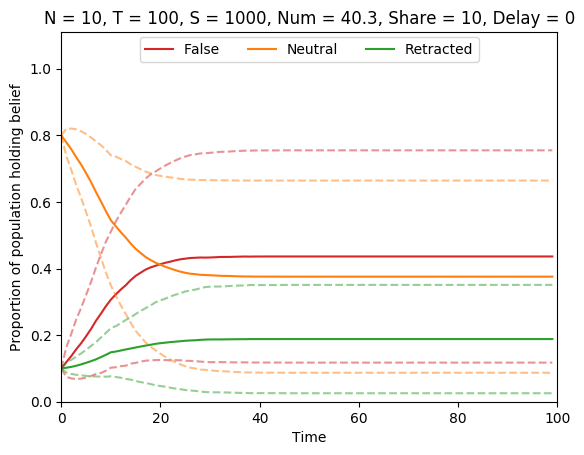 N = 10, T = 100, S = 1000, Num = 40.3, Share = 10, Delay = 0
False Neutral Retracted
Proportion of population holding belief
1.0
0.8
0.6
0.4
0.2
0.0
0 20 40 60 80 100
Time